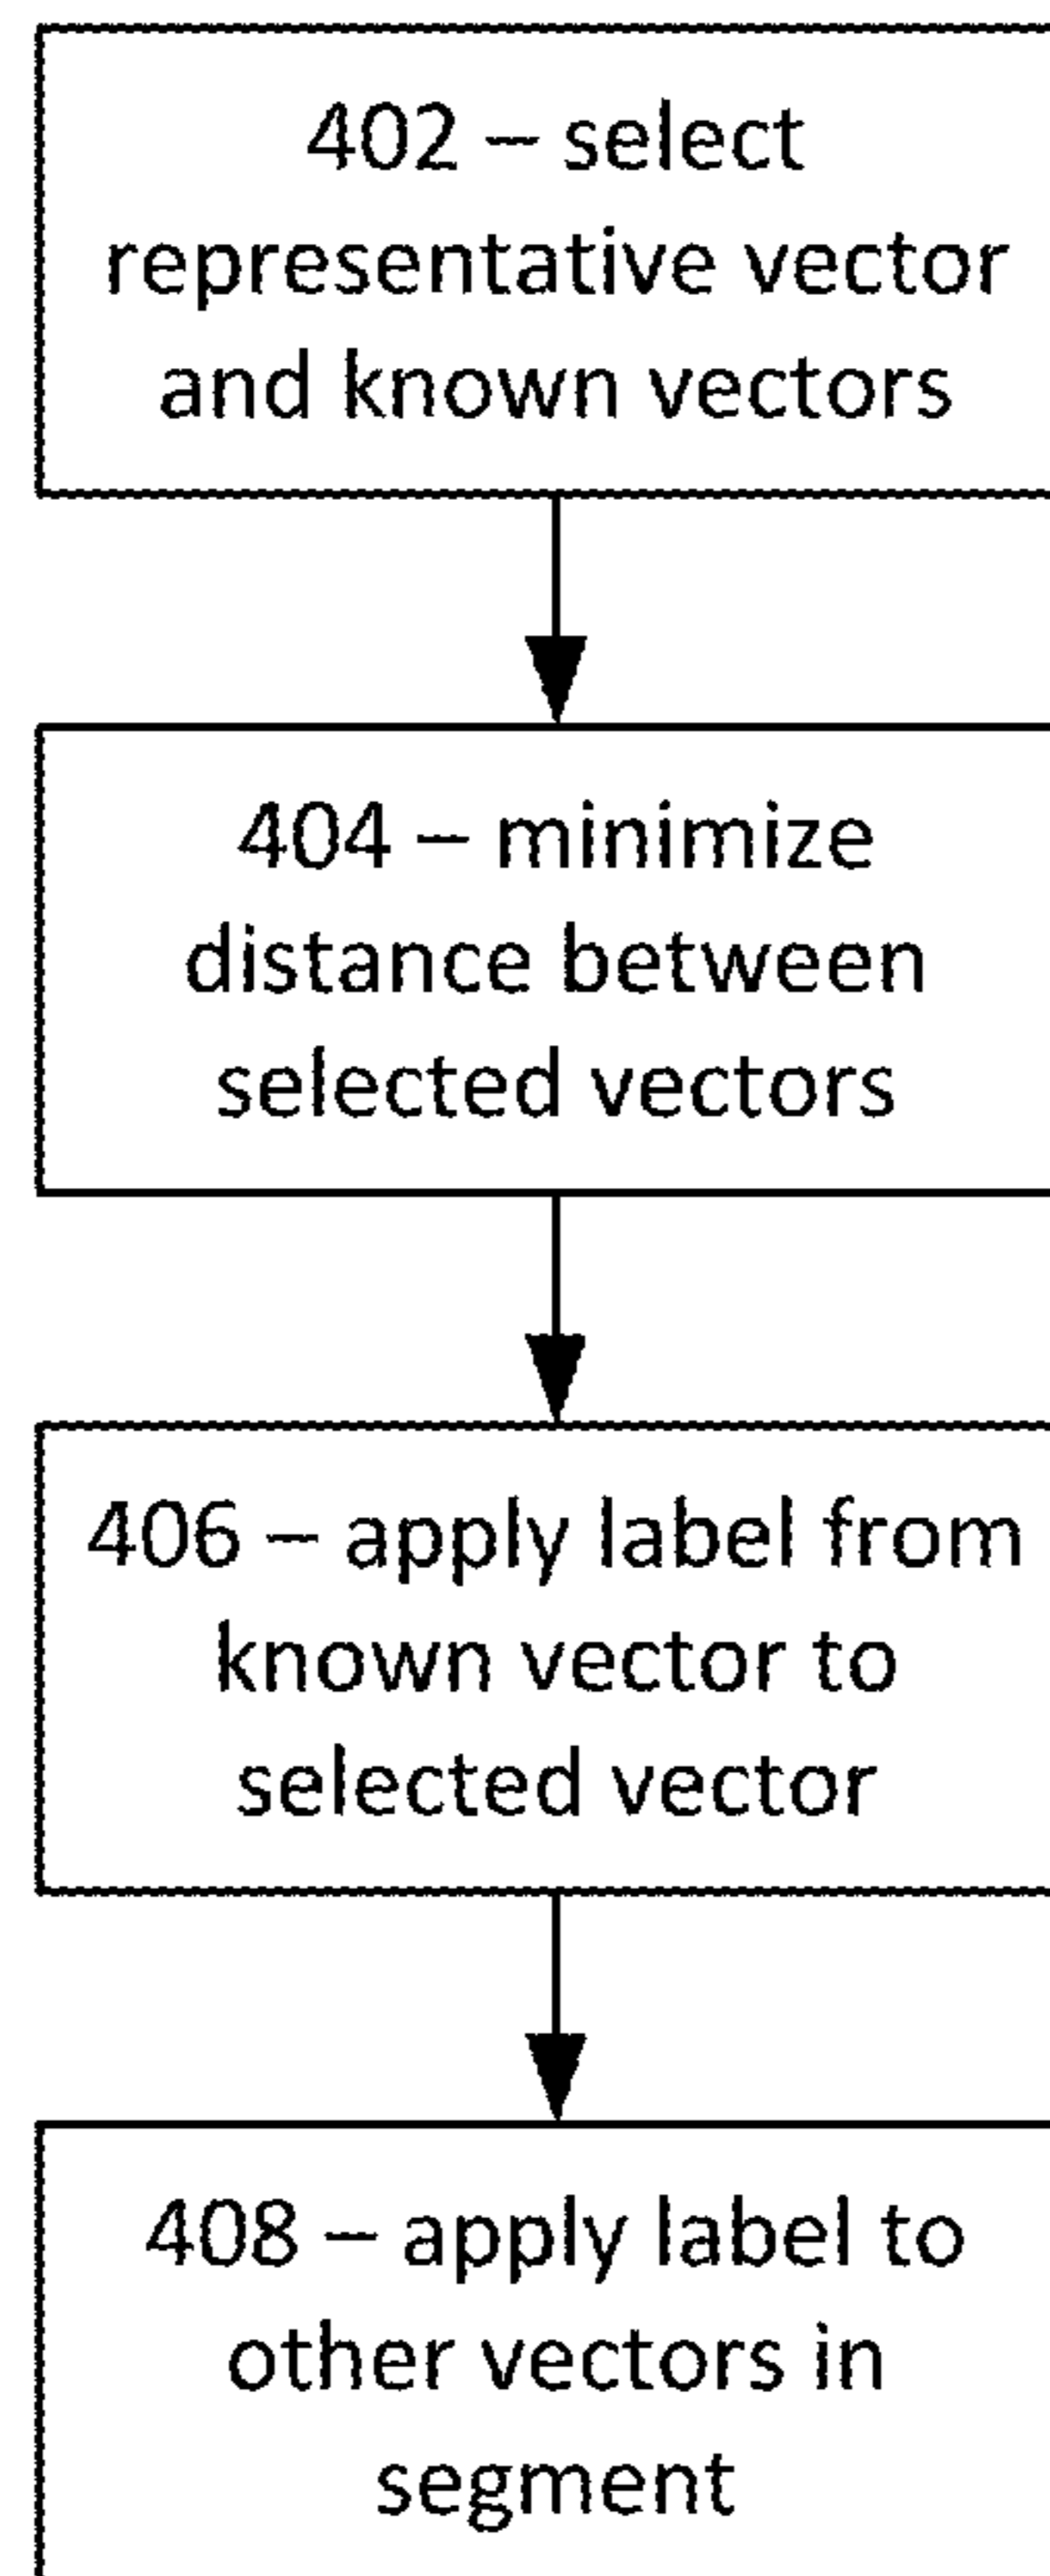 402 – select
representative vector
and known vectors
404 – minimize
distance between
selected vectors
406 – apply label from
known vector to
selected vector
408 – apply label to
other vectors in
segment